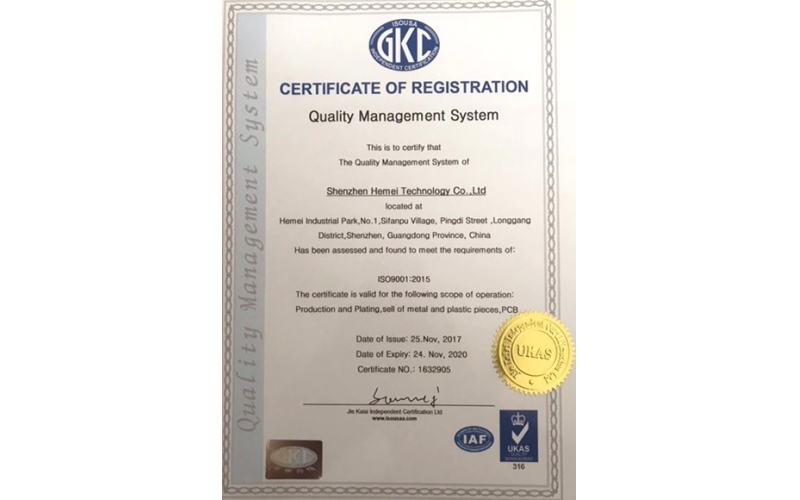 ISOUSA
GKC
INDEPENDENT CERTIFICATION
CERTIFICATE OF REGISTRATION
Quality Management System
Quality Management System
This is to certify that
The Quality Management System of
Shenzhen Hemei Technology Co.,Ltd
located at
Hemei Industrial Park,No.1,Sifanpu Village, Pingdi Street ,Longgang
District,Shenzhen, Guangdong Province, China
Has been assessed and found to meet the requirements of:
ISO9001:2015
The certificate is valid for the following scope of operation:
Production and Plating,sell of metal and plastic pieces,PCB
Date of Issue: 25.Nov, 2017
Date of Expiry: 24. Nov, 2020
Certificate NO.: 1632905
UKAS
Jie Kaisi Independent Certification Ltd
www.isousas.com
GKC
IAF
UKAS
QUALITY
MANAGEMENT
316